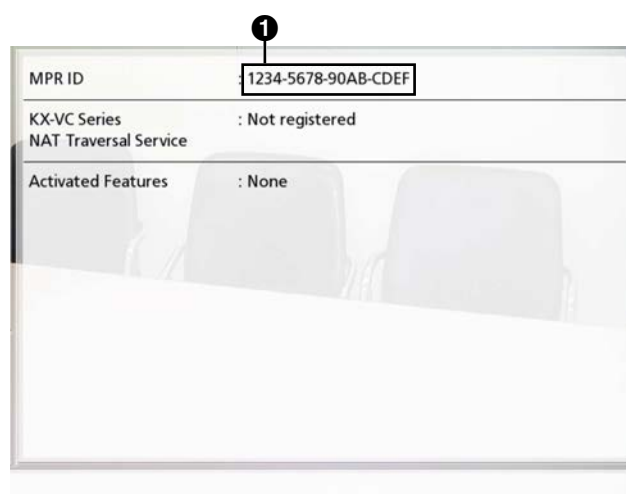 1
MPR ID : 1234-5678-90AB-CDEF
KX-VC Series : Not registered
NAT Traversal Service
Activated Features : None